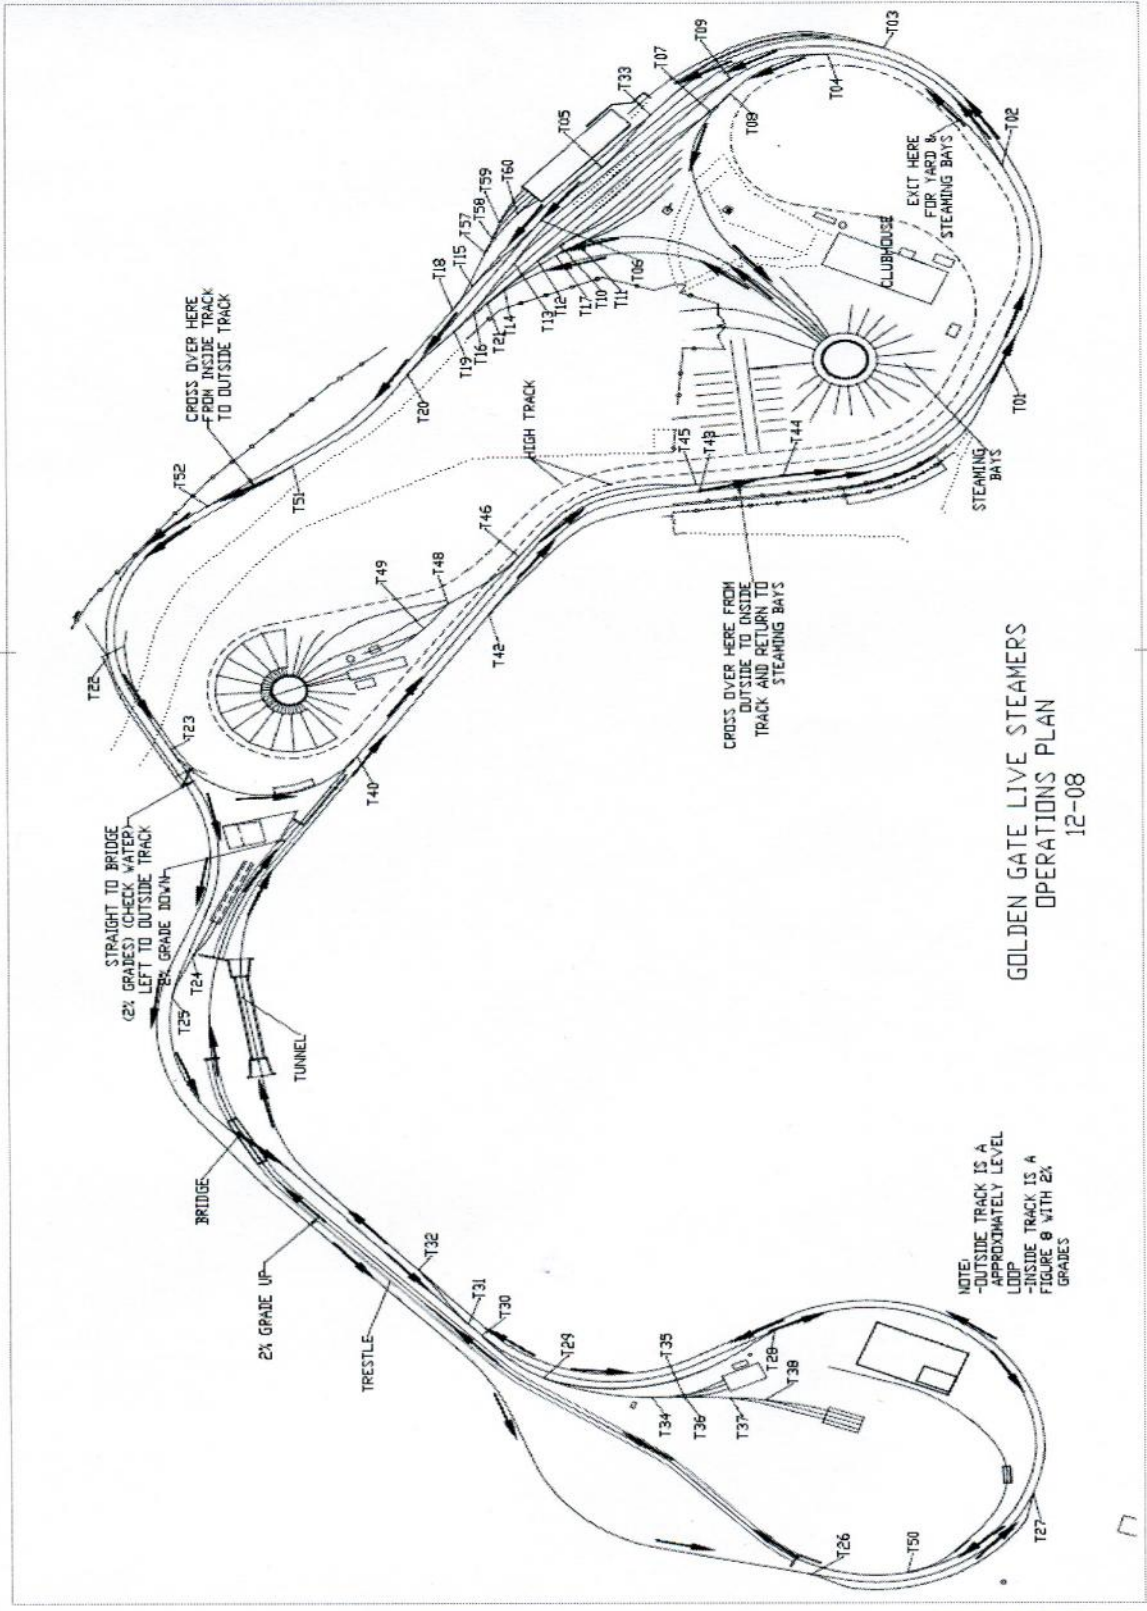 GOLDEN GATE LIVE STEAMERS
OPERATIONS PLAN
12-08
NOTE:
-OUTSIDE TRACK IS A
APPROXIMATELY LEVEL
LOOP
-INSIDE TRACK IS A
FIGURE 8 WITH 2%
GRADES
STRAIGHT TO BRIDGE
(2% GRADES) (CHECK WATER)
LEFT TO OUTSIDE TRACK
2% GRADE DOWN
CROSS OVER HERE
FROM INSIDE TRACK
TO OUTSIDE TRACK
CROSS OVER HERE FROM
OUTSIDE TO INSIDE
TRACK AND RETURN TO
STEAMING BAYS
EXIT HERE
FOR YARD &
STEAMING BAYS
CLUBHOUSE
STEAMING
BAYS
HIGH TRACK
TUNNEL
BRIDGE
2% GRADE UP
TRESTLE
T01
T02
T03
T04
T05
T06
T07
T08
T09
T10
T11
T12
T13
T14
T15
T16
T17
T18
T19
T20
T21
T22
T23
T24
T25
T26
T27
T28
T29
T30
T31
T32
T33
T34
T35
T36
T37
T38
T40
T42
T43
T44
T45
T46
T48
T49
T50
T51
T52
T57
T58
T59
T60